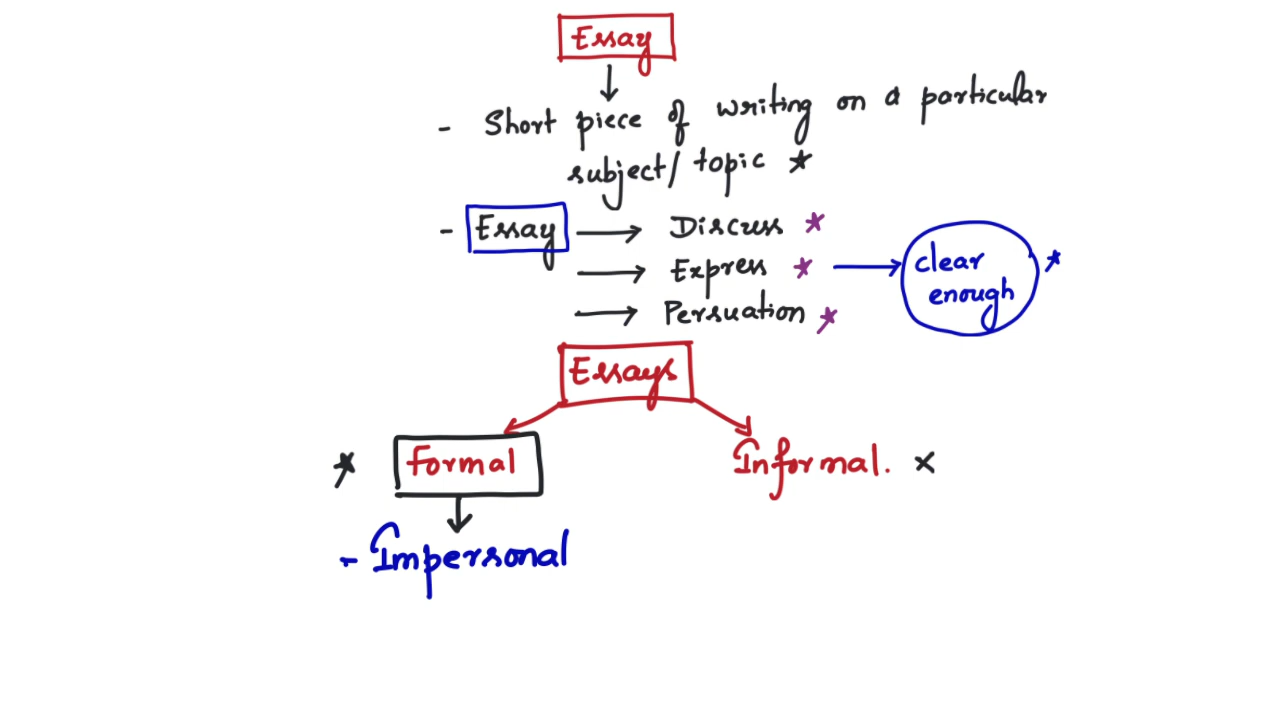 Essay
- Short piece of writing on a particular
subject/ topic
- Essay → Discuss
→ Express → clear
enough
→ Persuation
Essays
Formal Informal. ×
- Impersonal